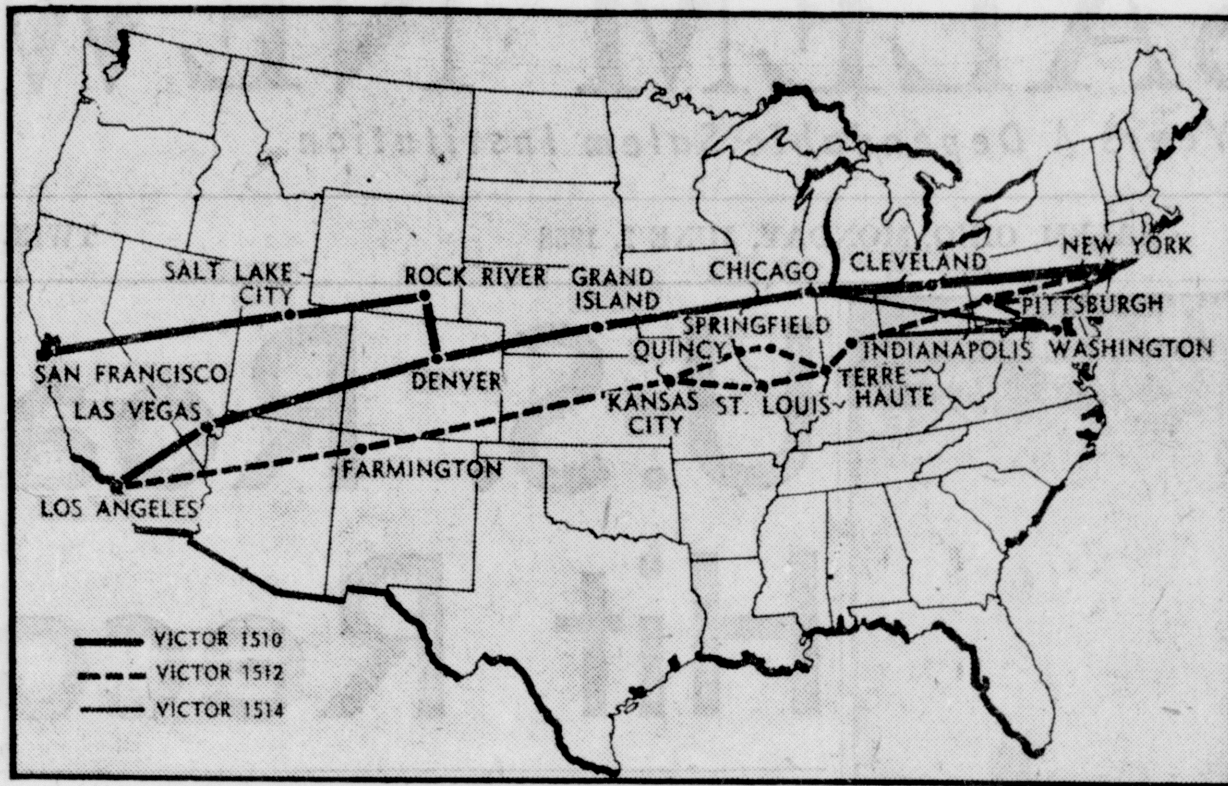 SALT LAKE
CITY
ROCK RIVER
GRAND
ISLAND
CHICAGO
CLEVELAND
NEW YORK
SPRINGFIELD
QUINCY
PITTSBURGH
SAN FRANCISCO
DENVER
INDIANAPOLIS
WASHINGTON
LAS VEGAS
KANSAS
CITY
ST. LOUIS
TERRE
HAUTE
FARMINGTON
LOS ANGELES
VICTOR 1510
VICTOR 1512
VICTOR 1514